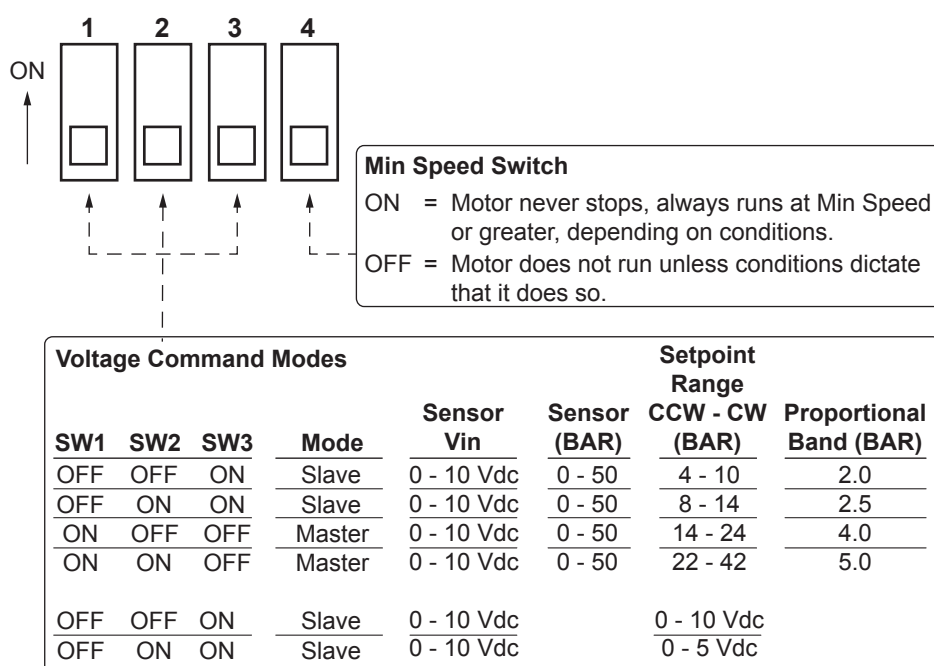 1 2 3 4
ON
Min Speed Switch
ON = Motor never stops, always runs at Min Speed
or greater, depending on conditions.
OFF = Motor does not run unless conditions dictate
that it does so.
Voltage Command Modes
Setpoint
Range
Sensor Sensor CCW - CW Proportional
SW1 SW2 SW3 Mode Vin (BAR) (BAR) Band (BAR)
OFF OFF ON Slave 0 - 10 Vdc 0 - 50 4 - 10 2.0
OFF ON ON Slave 0 - 10 Vdc 0 - 50 8 - 14 2.5
ON OFF OFF Master 0 - 10 Vdc 0 - 50 14 - 24 4.0
ON ON OFF Master 0 - 10 Vdc 0 - 50 22 - 42 5.0
OFF OFF ON Slave 0 - 10 Vdc 0 - 10 Vdc
OFF ON ON Slave 0 - 10 Vdc 0 - 5 Vdc